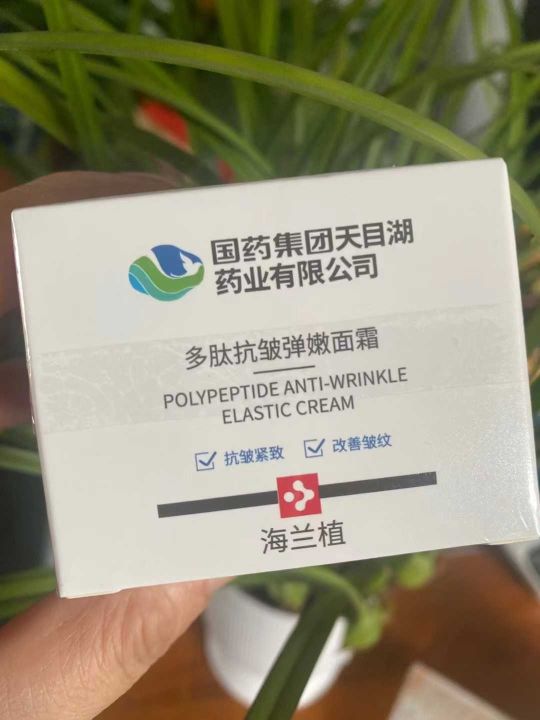 国药集团天目湖
药业有限公司
多肽抗皱弹嫩面霜
POLYPEPTIDE ANTI-WRINKLE
ELASTIC CREAM
抗皱紧致 改善皱纹
海兰植